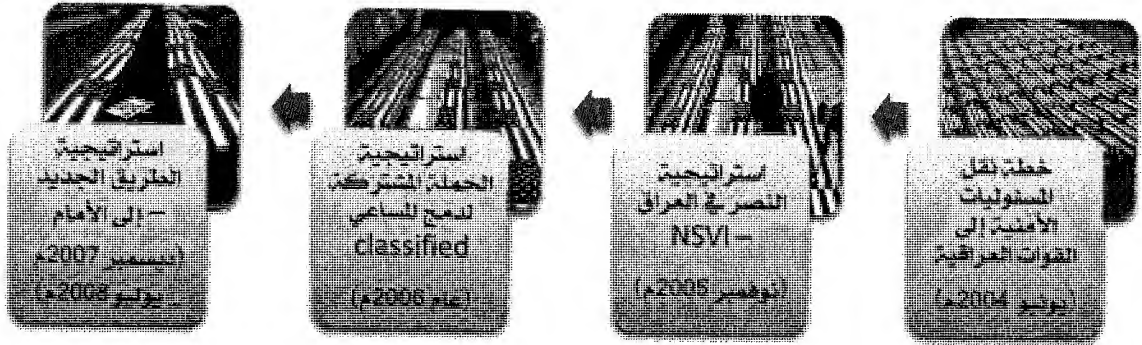 خطة نقل
المسئوليات
الأمنية إلى
القوات العراقية
(يونيو 2004م)
استراتيجية
النصر في العراق
– NSVI
(نوفمبر 2005م)
استراتيجية
الحملة المشتركة
لدمج المساعي
classified
(عام 2006م)
استراتيجية
الطريق الجديد
– إلى الأمام
(ديسمبر 2007م
يوليو 2008م)